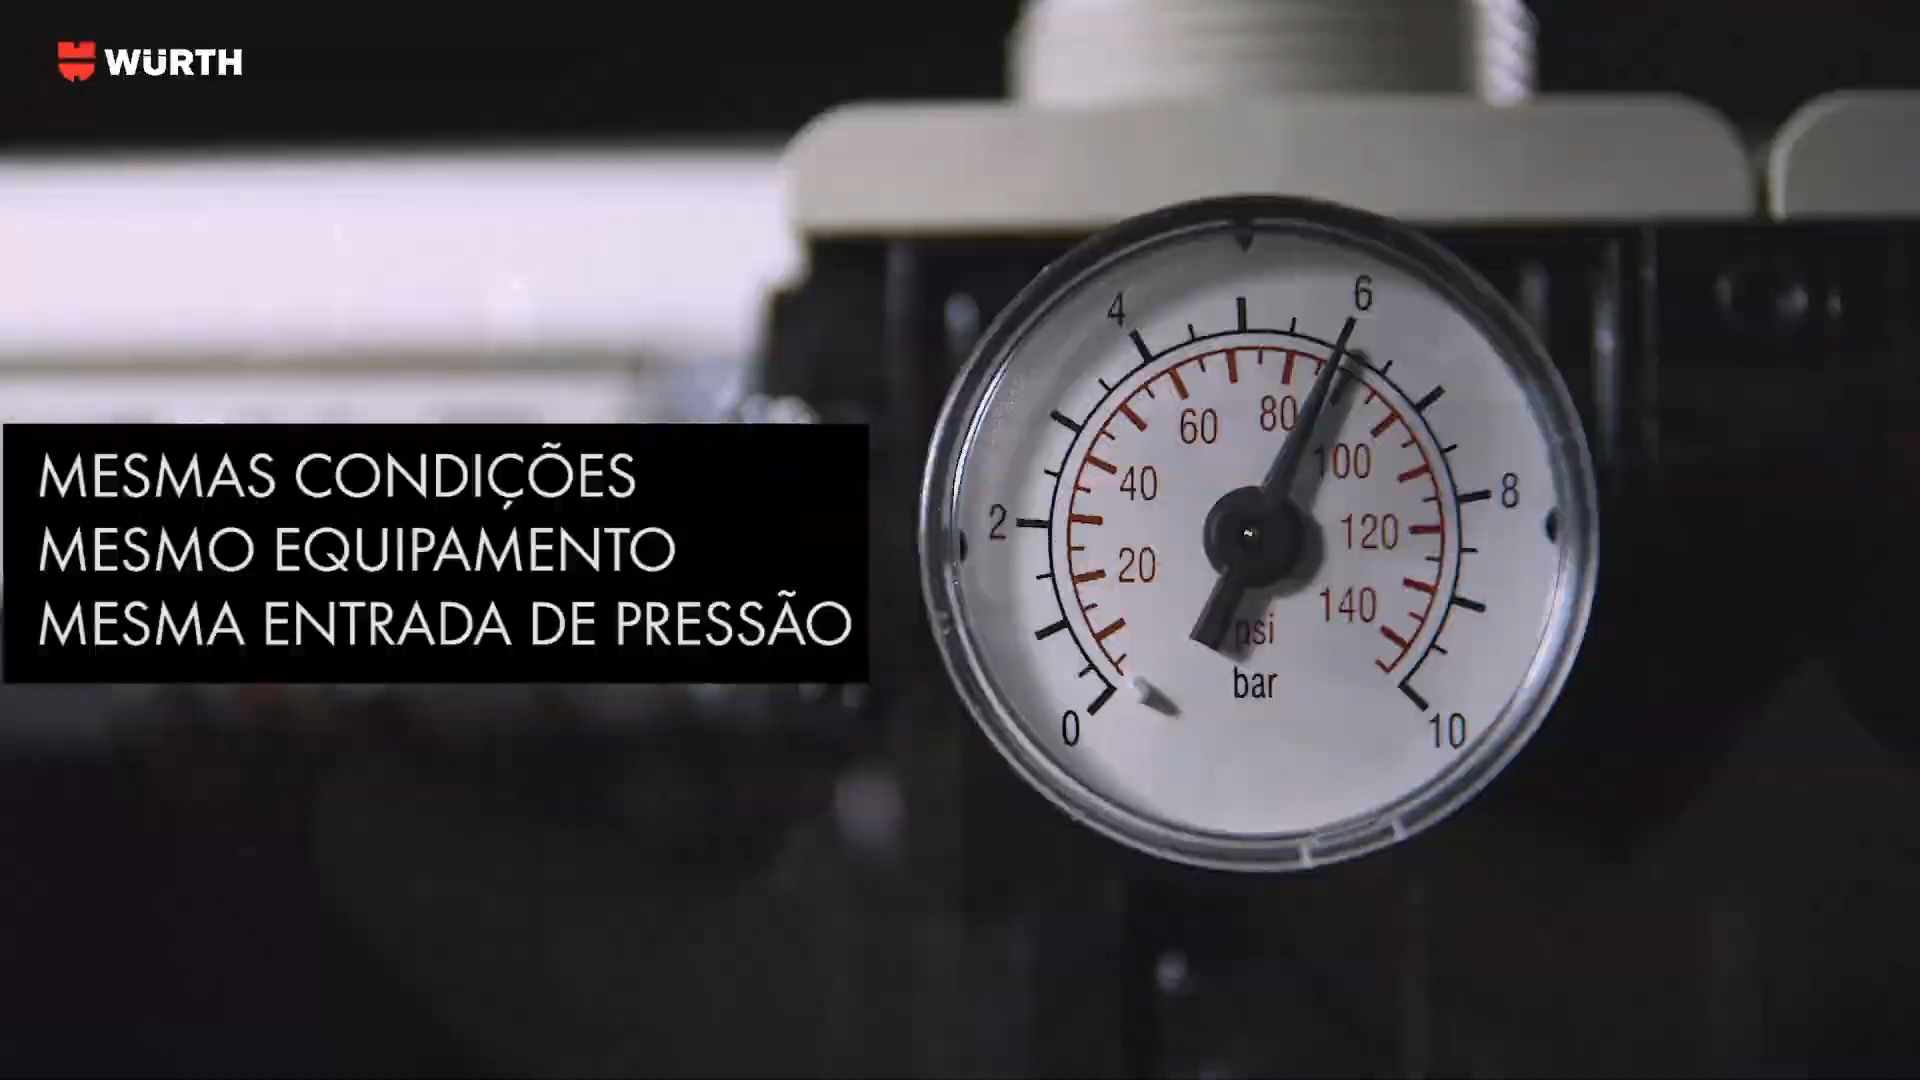 WÜRTH
MESMAS CONDIÇÕES
MESMO EQUIPAMENTO
MESMA ENTRADA DE PRESSÃO
0
2
4
6
8
10
20
40
60
80
100
120
140
psi
bar